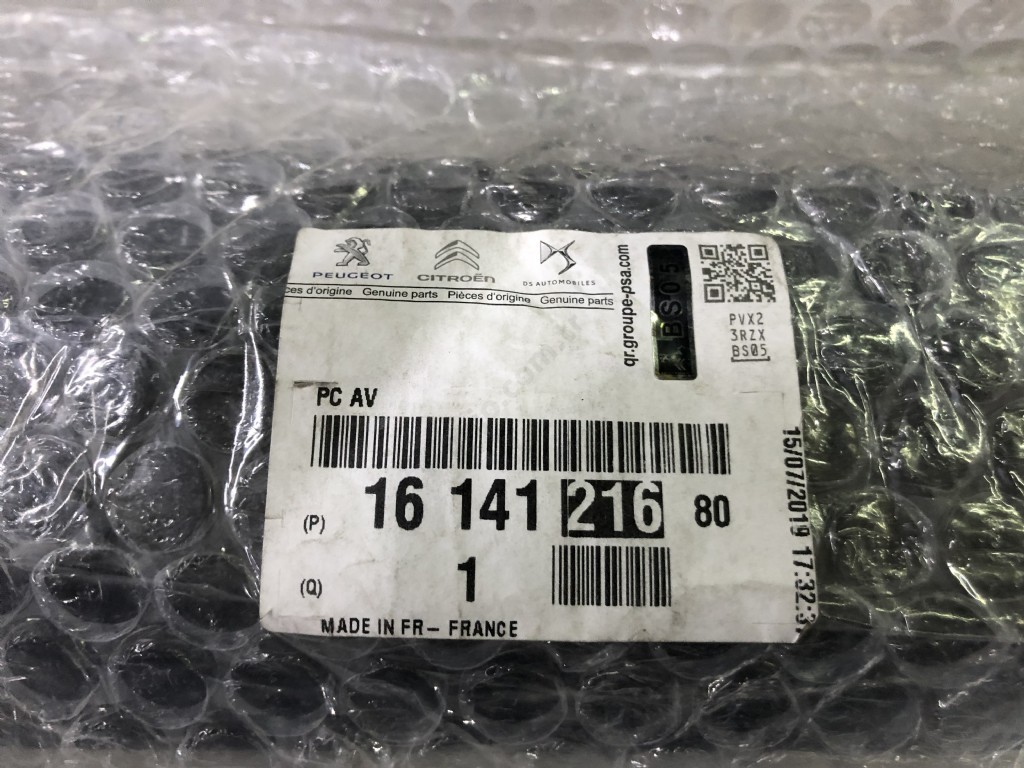 PEUGEOT
CITROËN
DS AUTOMOBILES
ces d'origine Genuine parts Pièces d'origine Genuine parts
qr.groupe-psa.com
BS05
PVX2
3RZX
BS05
PC AV
(P) 16 141 216 80
(Q) 1
MADE IN FR - FRANCE
15/07/2019 17:32:3